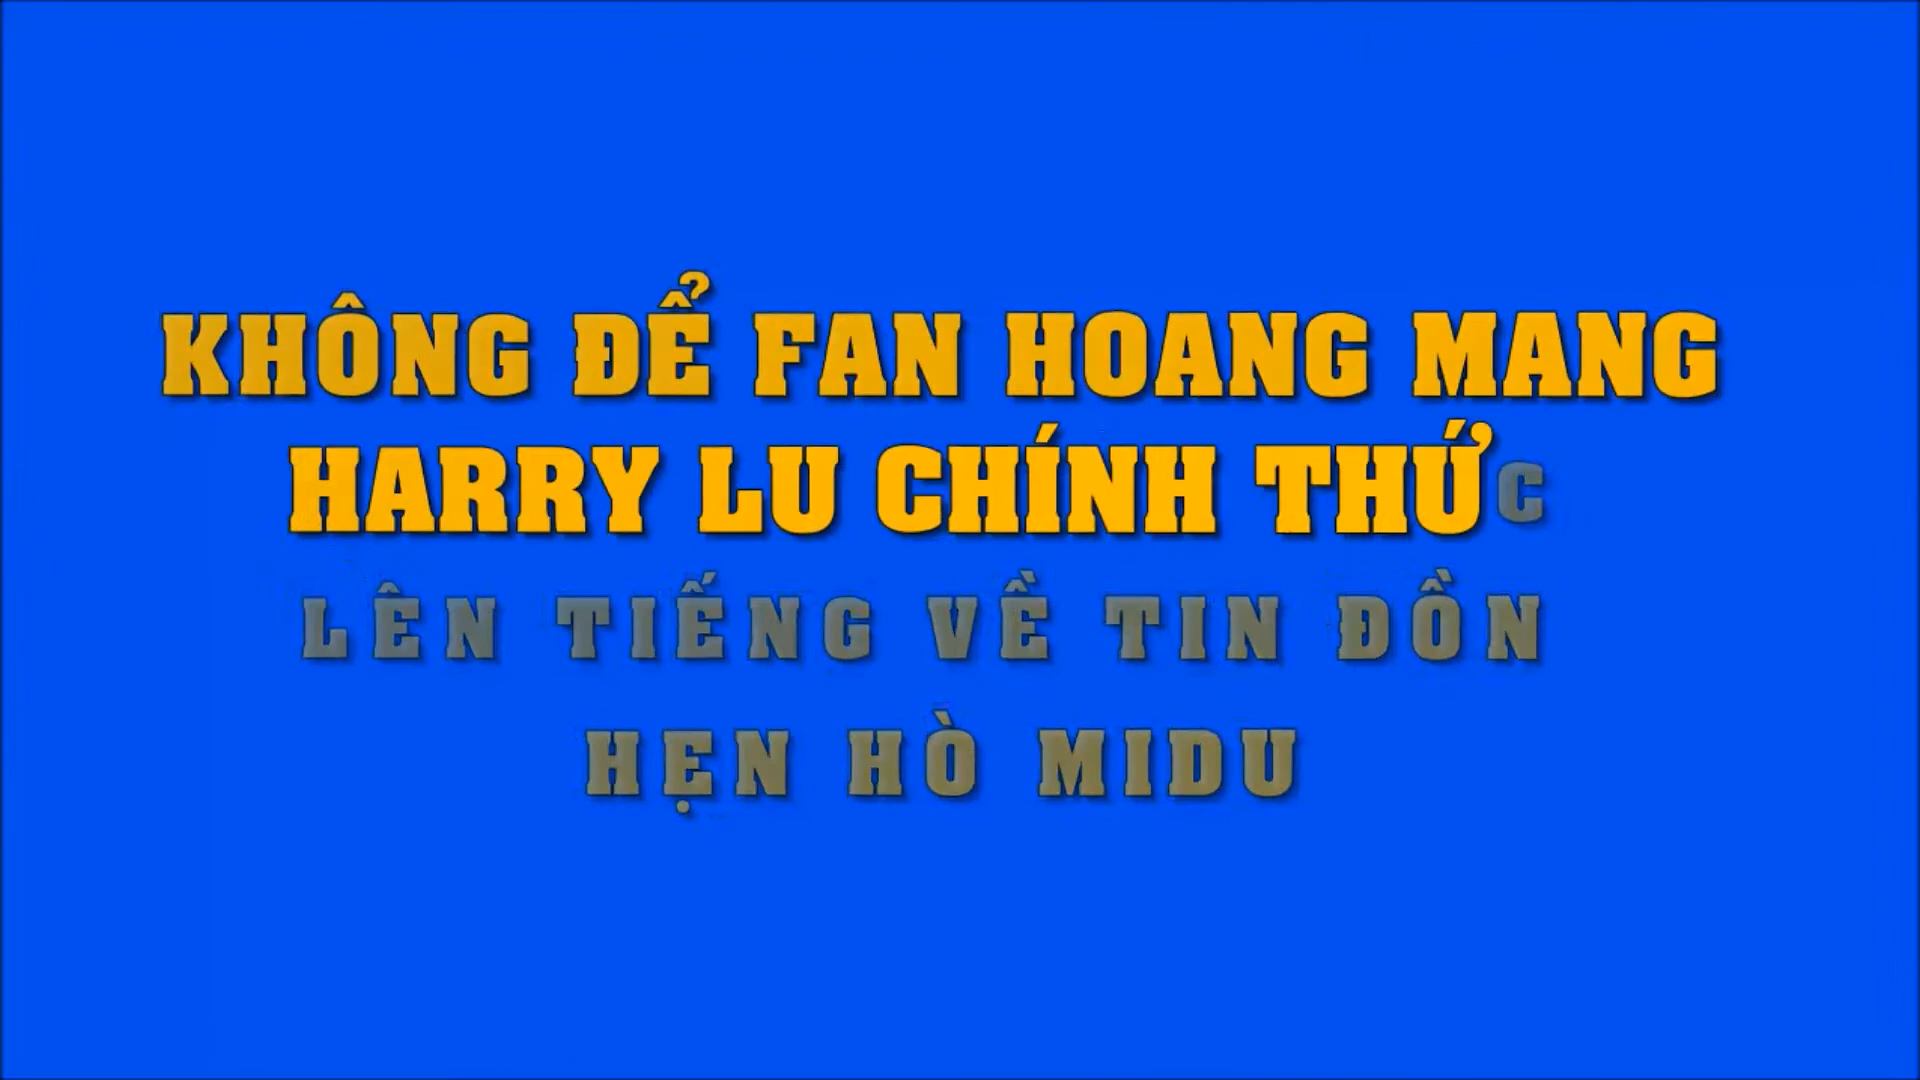 KHÔNG ĐỂ FAN HOANG MANG
HARRY LU CHÍNH THỨC
LÊN TIẾNG VỀ TIN ĐỒN
HẸN HÒ MIDU